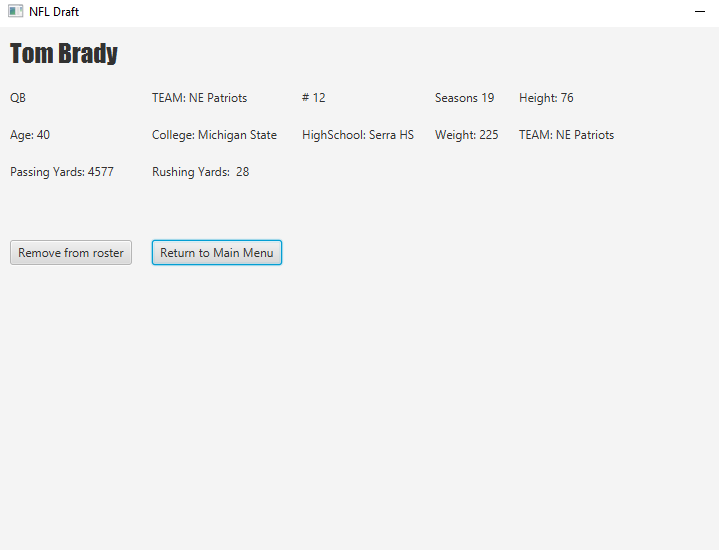 NFL Draft
Tom Brady
QB TEAM: NE Patriots # 12 Seasons 19 Height: 76
Age: 40 College: Michigan State HighSchool: Serra HS Weight: 225 TEAM: NE Patriots
Passing Yards: 4577 Rushing Yards:  28
Remove from roster Return to Main Menu